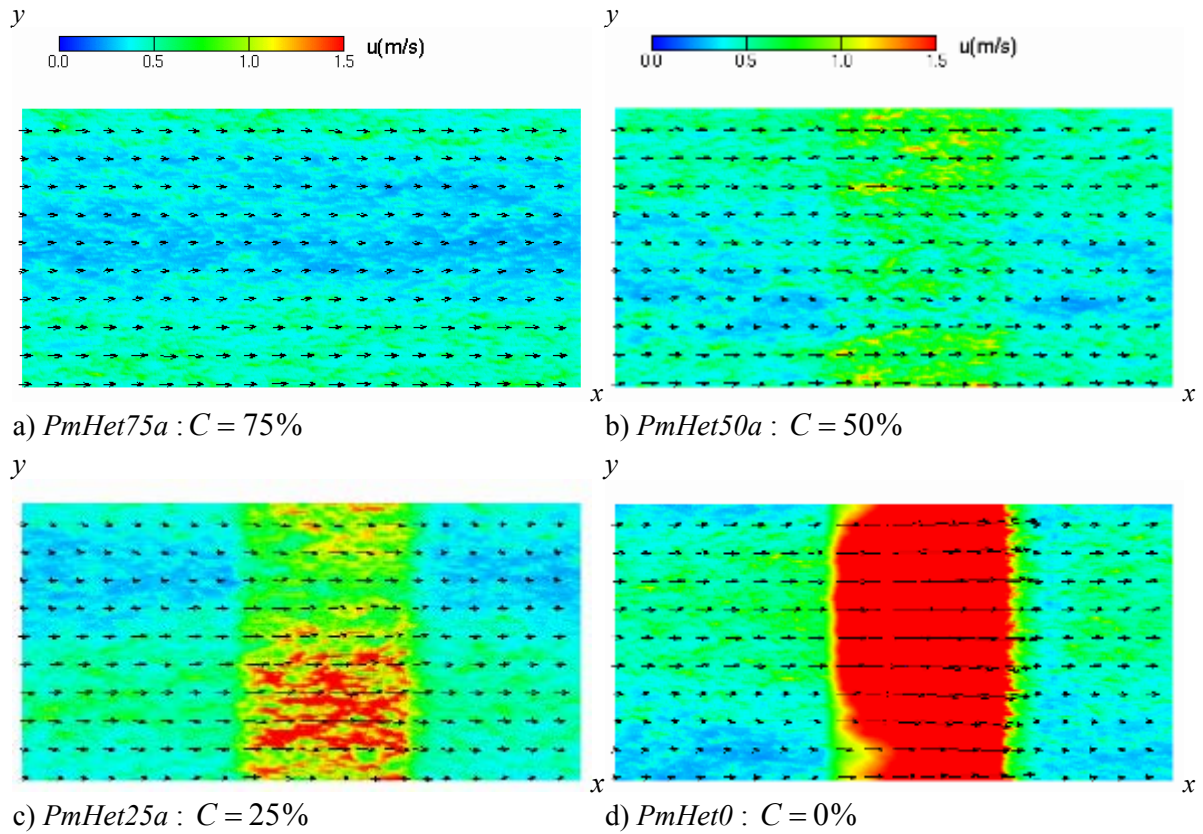 y
u(m/s)
0.0 0.5 1.0 1.5
x
a) PmHet75a : C = 75%
y
u(m/s)
0.0 0.5 1.0 1.5
x
b) PmHet50a : C = 50%
y
x
c) PmHet25a : C = 25%
y
x
d) PmHet0 : C = 0%